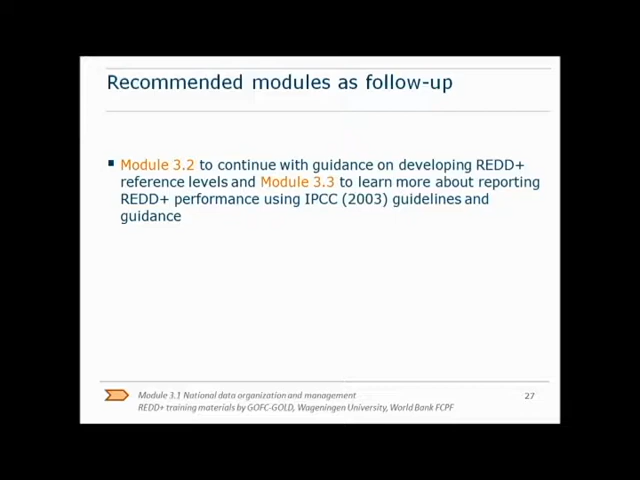 Recommended modules as follow-up
Module 3.2 to continue with guidance on developing REDD+
reference levels and Module 3.3 to learn more about reporting
REDD+ performance using IPCC (2003) guidelines and
guidance
Module 3.1 National data organization and management
27
REDD+ training materials by GOFC-GOLD, Wageningen University, World Bank FCPF